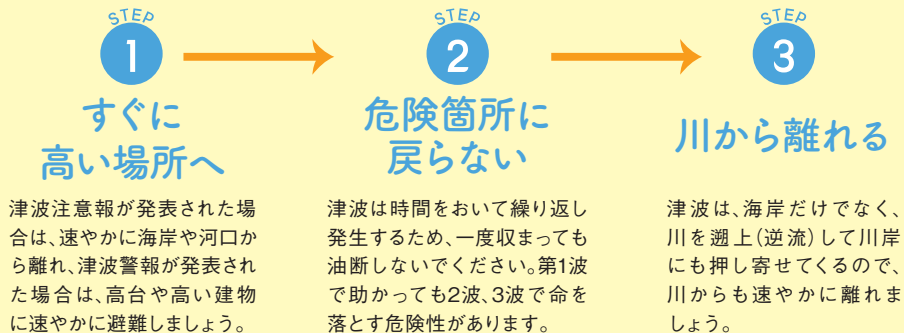 STEP
1
すぐに
高い場所へ
津波注意報が発表された場
合は、速やかに海岸や河口か
ら離れ、津波警報が発表され
た場合は、高台や高い建物
に速やかに避難しましょう。
STEP
2
危険箇所に
戻らない
津波は時間をおいて繰り返し
発生するため、一度収まっても
油断しないでください。第1波
で助かっても2波、3波で命を
落とす危険性があります。
STEP
3
川から離れる
津波は、海岸だけでなく、
川を遡上(逆流)して川岸
にも押し寄せてくるので、
川からも速やかに離れま
しょう。